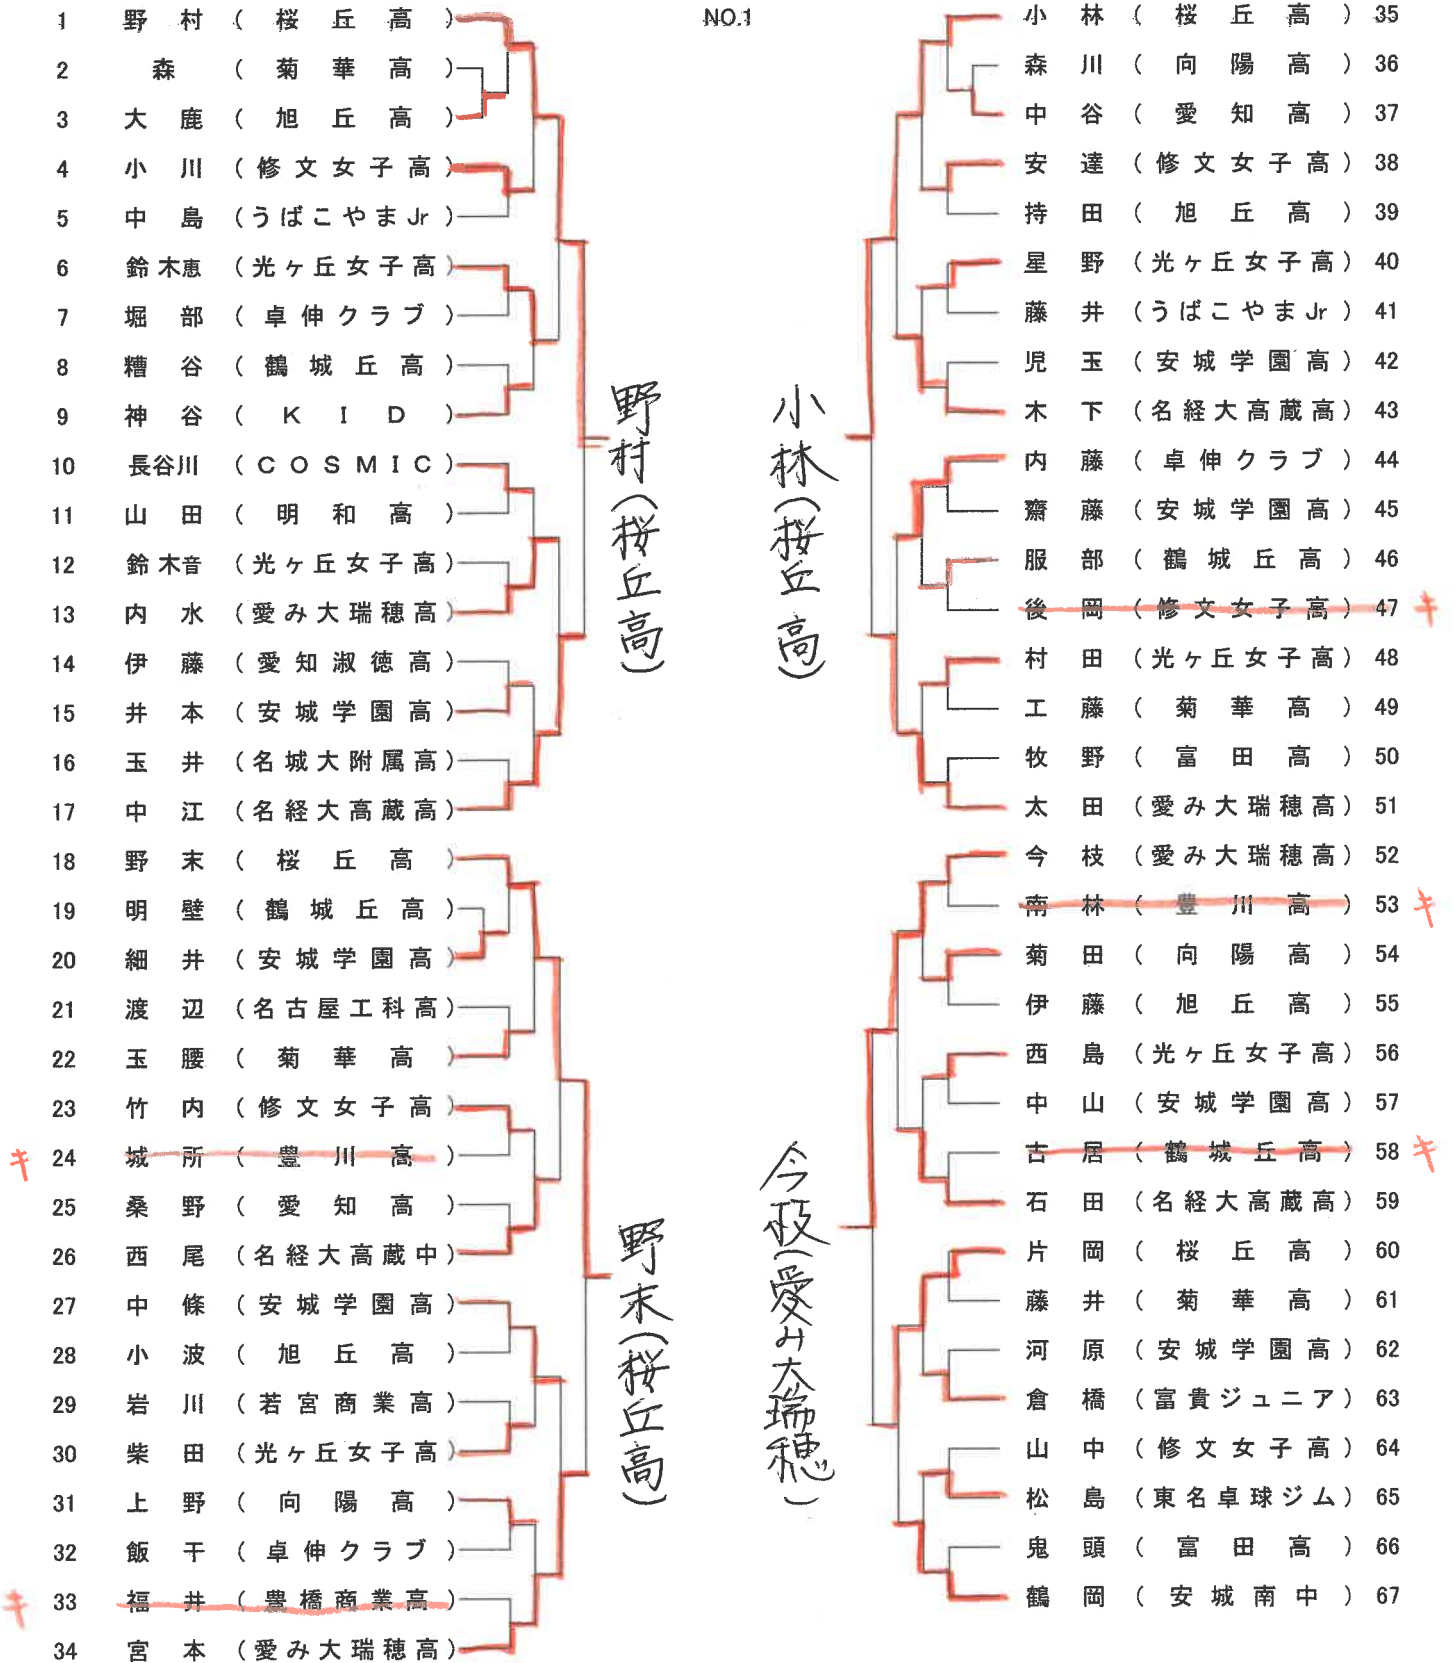 NO.1
1 野村 (桜丘高)
2 森 (菊華高)
3 大鹿 (旭丘高)
4 小川 (修文女子高)
5 中島 (うばこやまJr)
6 鈴木恵 (光ヶ丘女子高)
7 堀部 (卓伸クラブ)
8 糟谷 (鶴城丘高)
9 神谷 (KID)
10 長谷川 (COSMIC)
11 山田 (明和高)
12 鈴木音 (光ヶ丘女子高)
13 内水 (愛み大瑞穂高)
14 伊藤 (愛知淑徳高)
15 井本 (安城学園高)
16 玉井 (名城大附属高)
17 中江 (名経大高蔵高)
18 野末 (桜丘高)
19 明壁 (鶴城丘高)
20 細井 (安城学園高)
21 渡辺 (名古屋工科高)
22 玉腰 (菊華高)
23 竹内 (修文女子高)
キ 24 城所 (豊川高)
25 桑野 (愛知高)
26 西尾 (名経大高蔵中)
27 中條 (安城学園高)
28 小波 (旭丘高)
29 岩川 (若宮商業高)
30 柴田 (光ヶ丘女子高)
31 上野 (向陽高)
32 飯干 (卓伸クラブ)
キ 33 福井 (豊橋商業高)
34 宮本 (愛み大瑞穂高)
野村(桜丘高)
野末(桜丘高)
小林(桜丘高)
今枝(愛み大瑞穂)
小林 (桜丘高) 35
森川 (向陽高) 36
中谷 (愛知高) 37
安達 (修文女子高) 38
持田 (旭丘高) 39
星野 (光ヶ丘女子高) 40
藤井 (うばこやまJr) 41
児玉 (安城学園高) 42
木下 (名経大高蔵高) 43
内藤 (卓伸クラブ) 44
齋藤 (安城学園高) 45
服部 (鶴城丘高) 46
後岡 (修文女子高) 47 キ
村田 (光ヶ丘女子高) 48
工藤 (菊華高) 49
牧野 (富田高) 50
太田 (愛み大瑞穂高) 51
今枝 (愛み大瑞穂高) 52
南林 (豊川高) 53 キ
菊田 (向陽高) 54
伊藤 (旭丘高) 55
西島 (光ヶ丘女子高) 56
中山 (安城学園高) 57
古居 (鶴城丘高) 58 キ
石田 (名経大高蔵高) 59
片岡 (桜丘高) 60
藤井 (菊華高) 61
河原 (安城学園高) 62
倉橋 (富貴ジュニア) 63
山中 (修文女子高) 64
松島 (東名卓球ジム) 65
鬼頭 (富田高) 66
鶴岡 (安城南中) 67